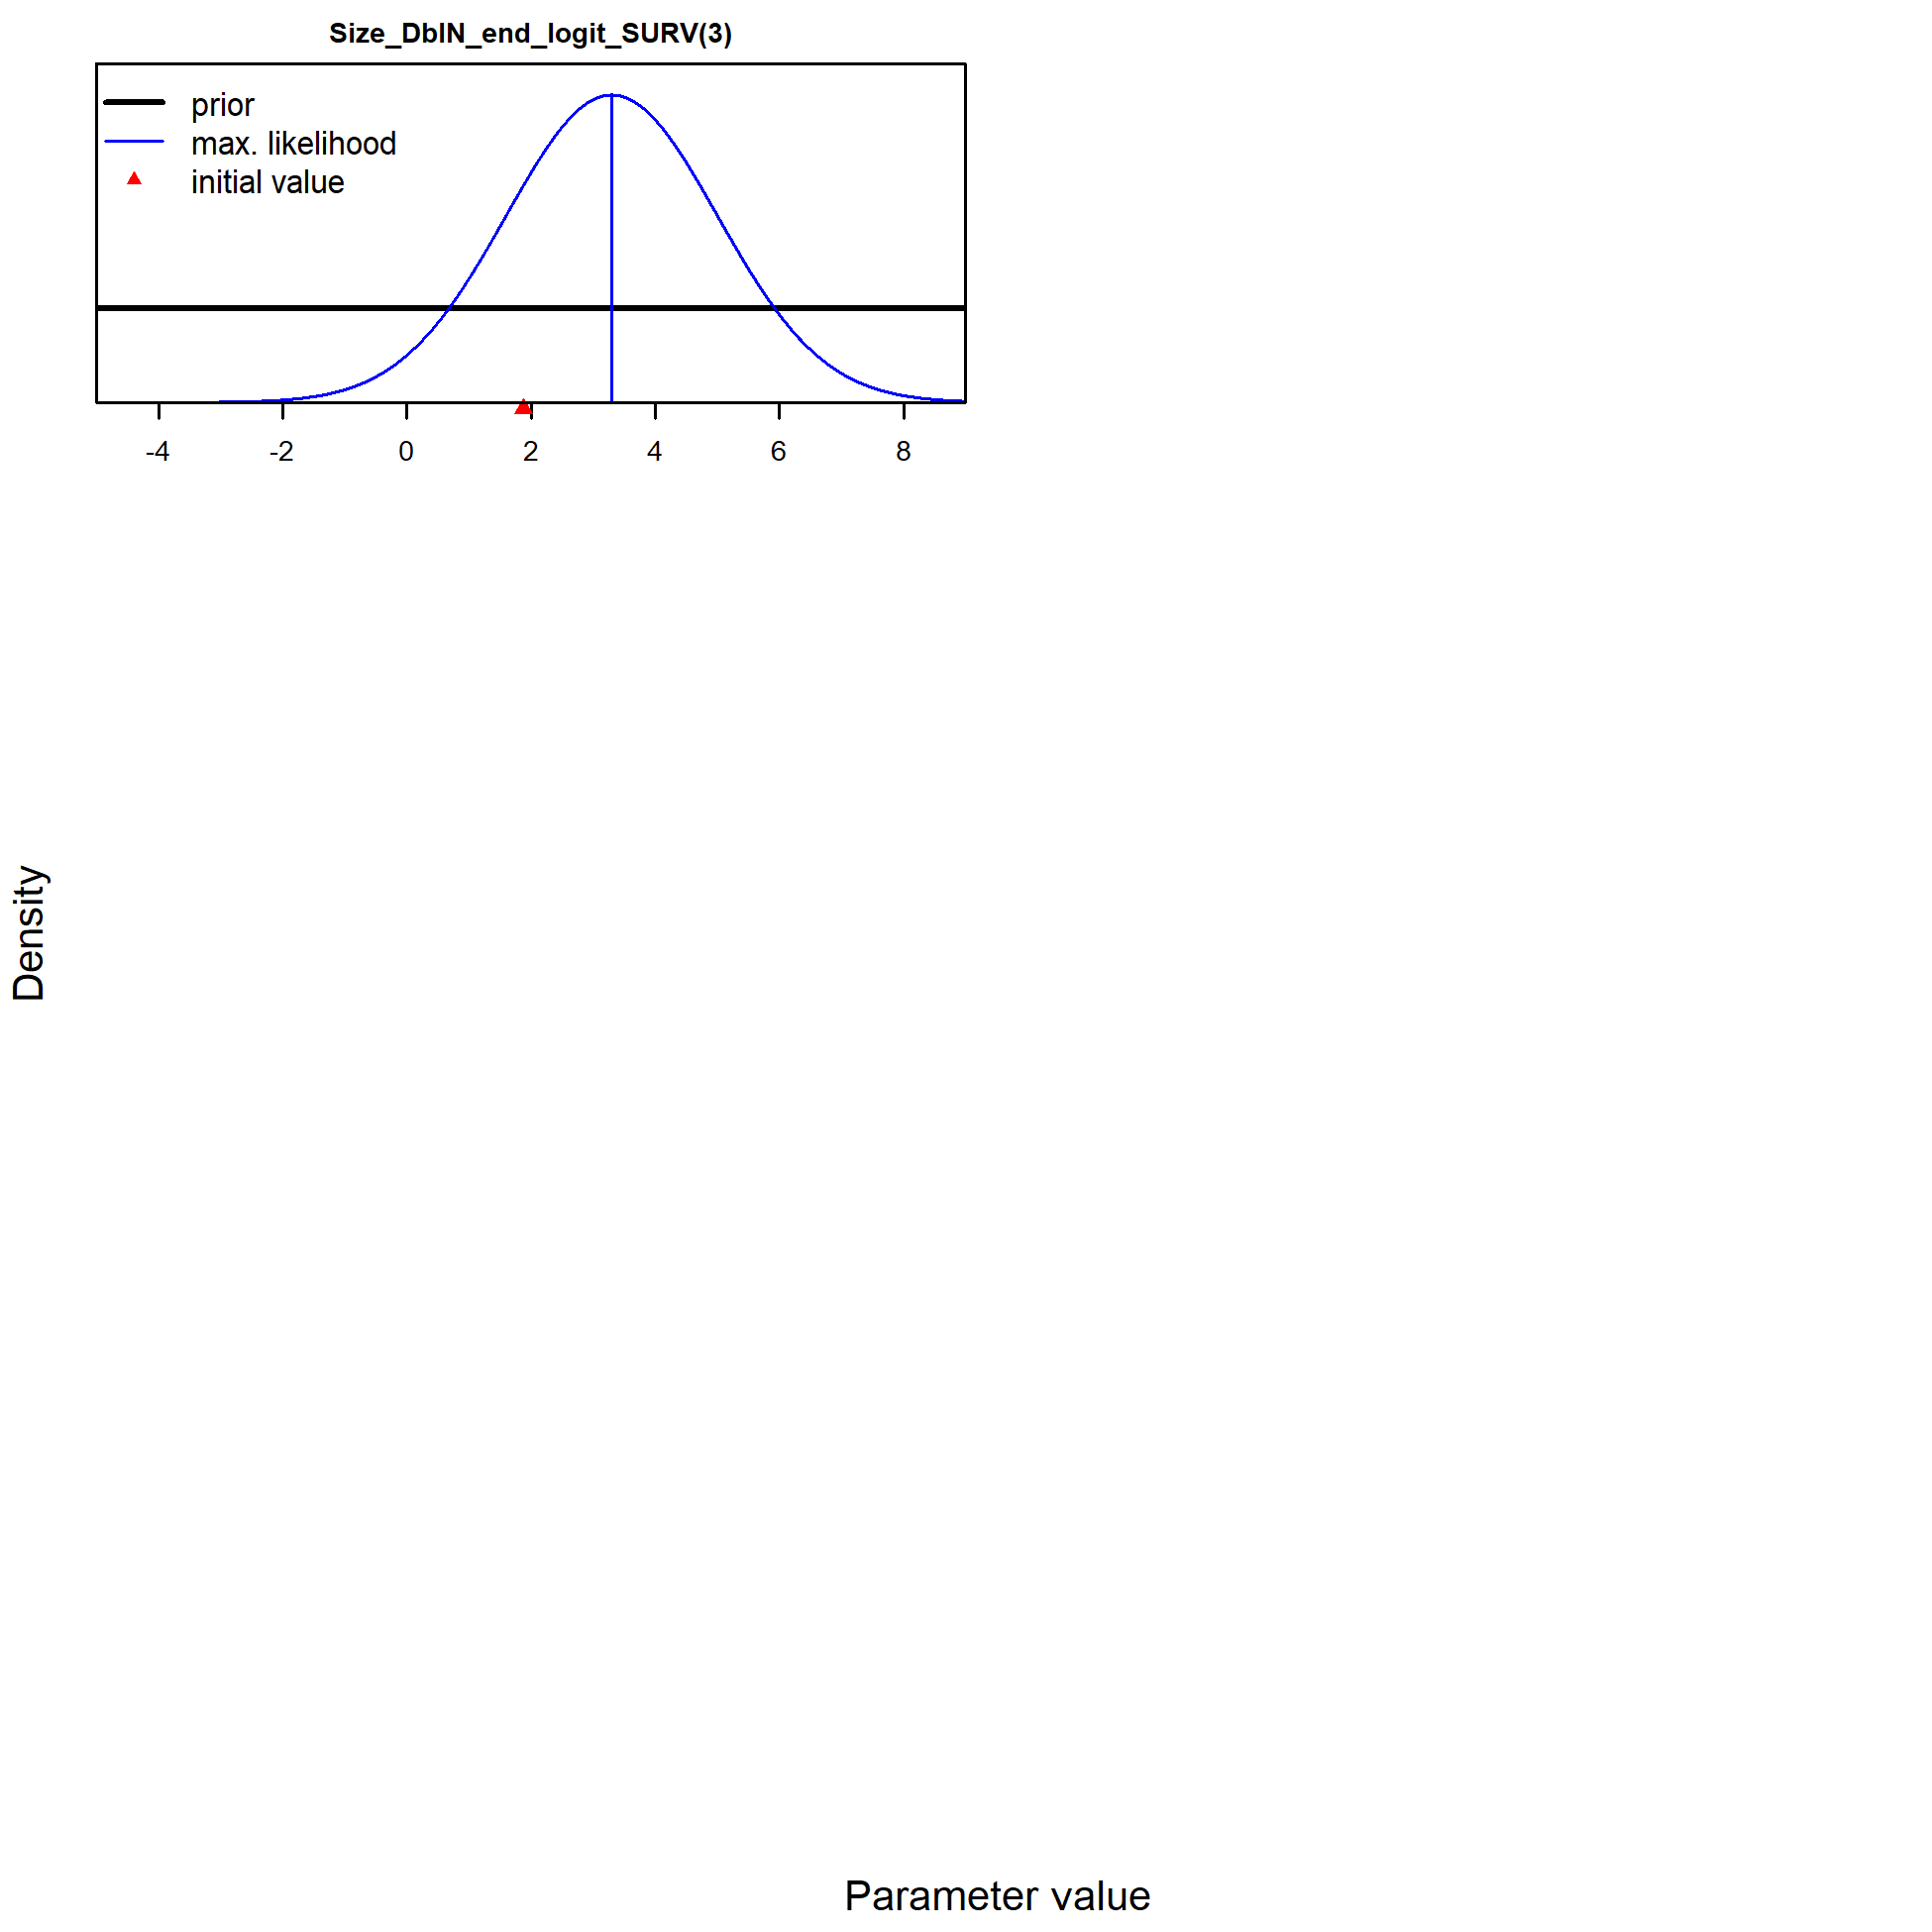 Size_DblN_end_logit_SURV(3)
prior
max. likelihood
initial value
-4 -2 0 2 4 6 8
Density
Parameter value